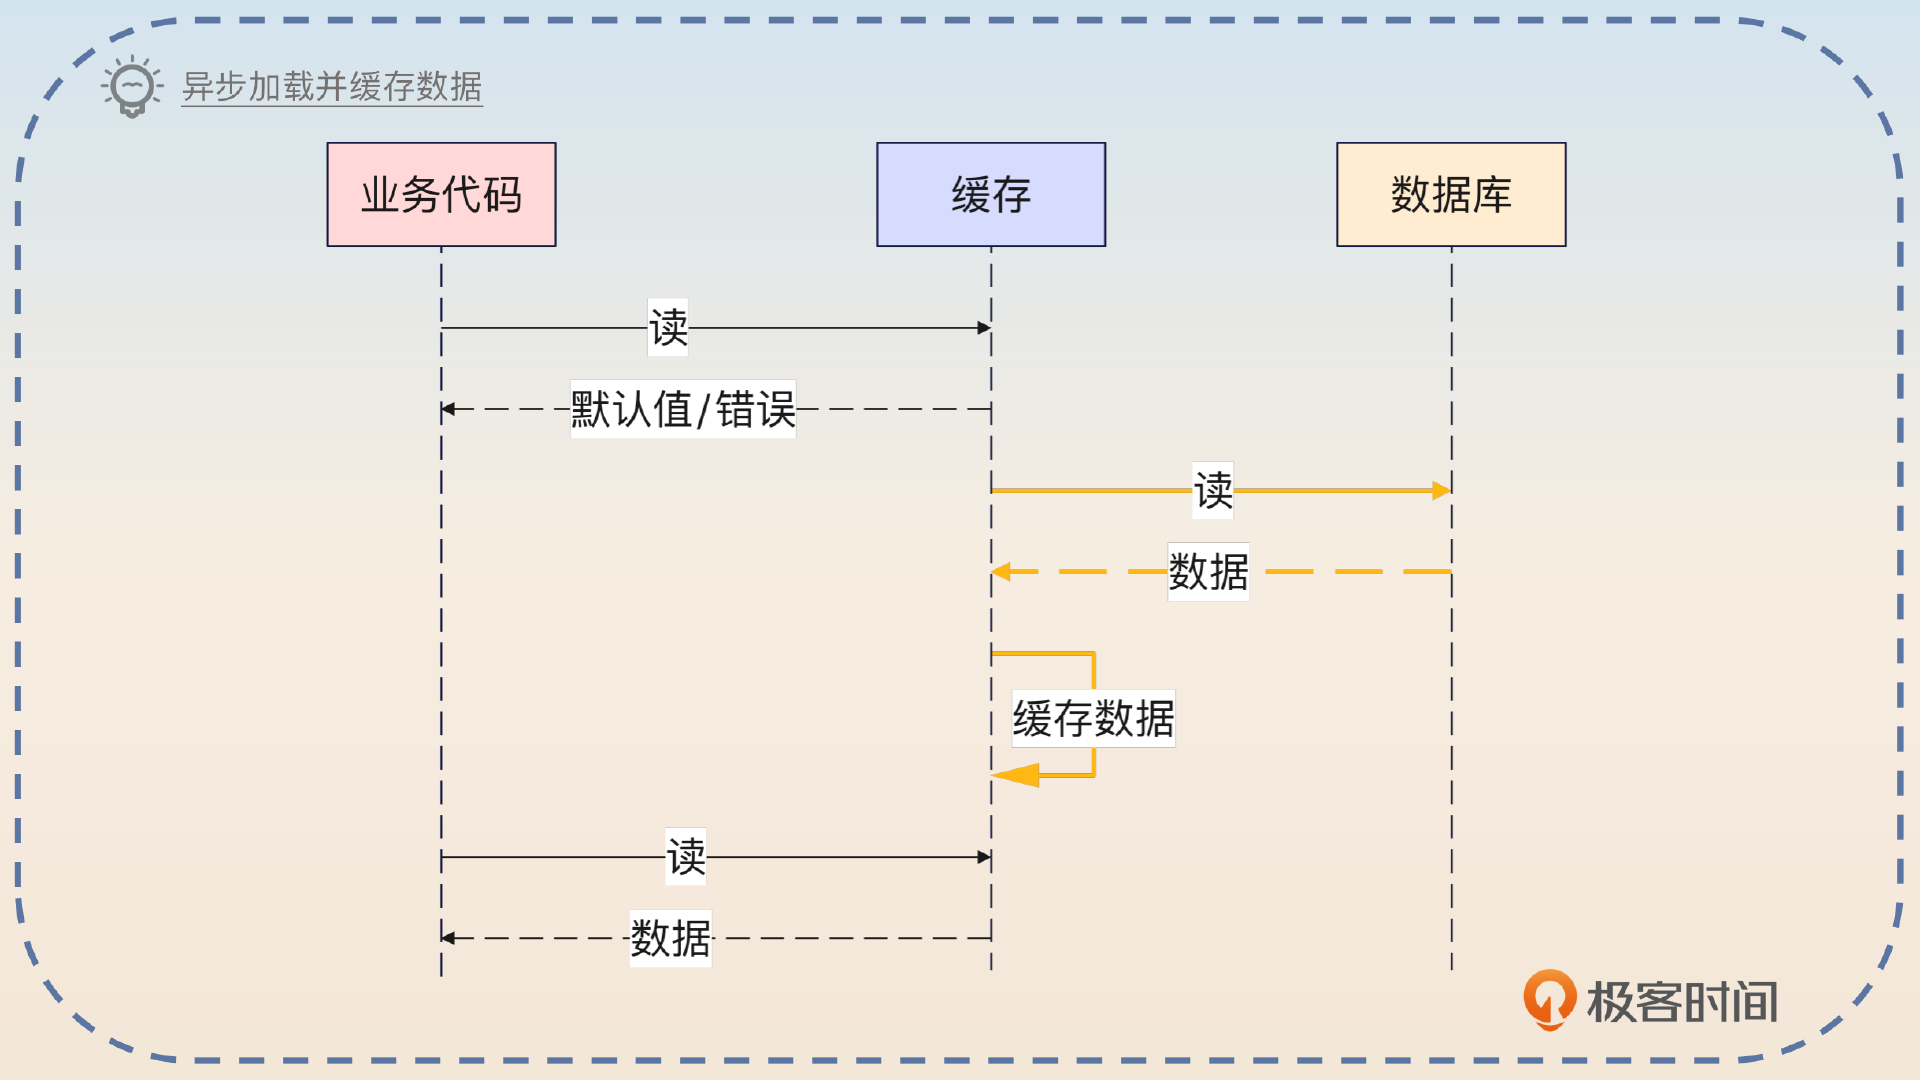 异步加载并缓存数据
业务代码
缓存
数据库
读
默认值/错误
读
数据
缓存数据
读
数据
极客时间